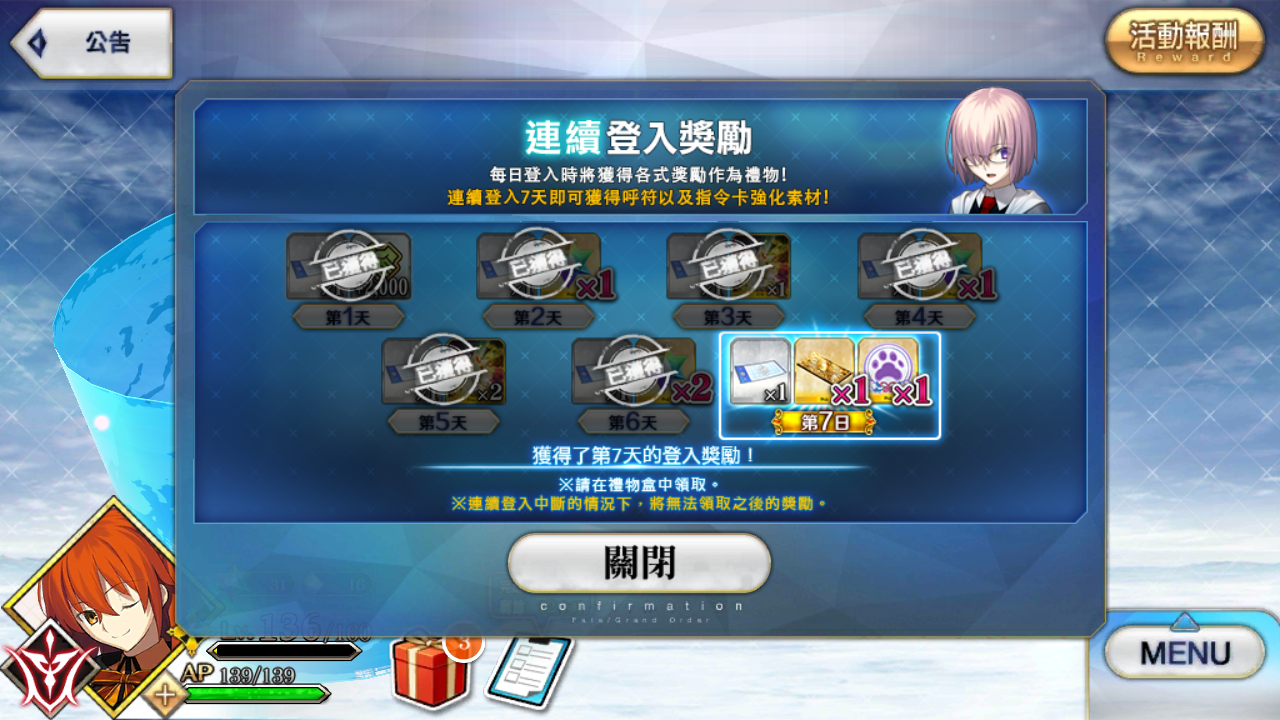 公告
活動報酬
Reward
連續登入獎勵
每日登入時將獲得各式獎勵作為禮物!
連續登入7天即可獲得呼符以及指令卡強化素材!
已獲得 已獲得 ×1 已獲得 ×1 已獲得 ×1
第1天 第2天 第3天 第4天
已獲得 ×2 已獲得 ×2 ×1 ×1 ×1
第5天 第6天 第7日
獲得了第7天的登入獎勵！
※請在禮物盒中領取。
※連續登入中斷的情況下，將無法領取之後的獎勵。
關閉
confirmation
Fate/Grand Order
3
AP 139/139
MENU